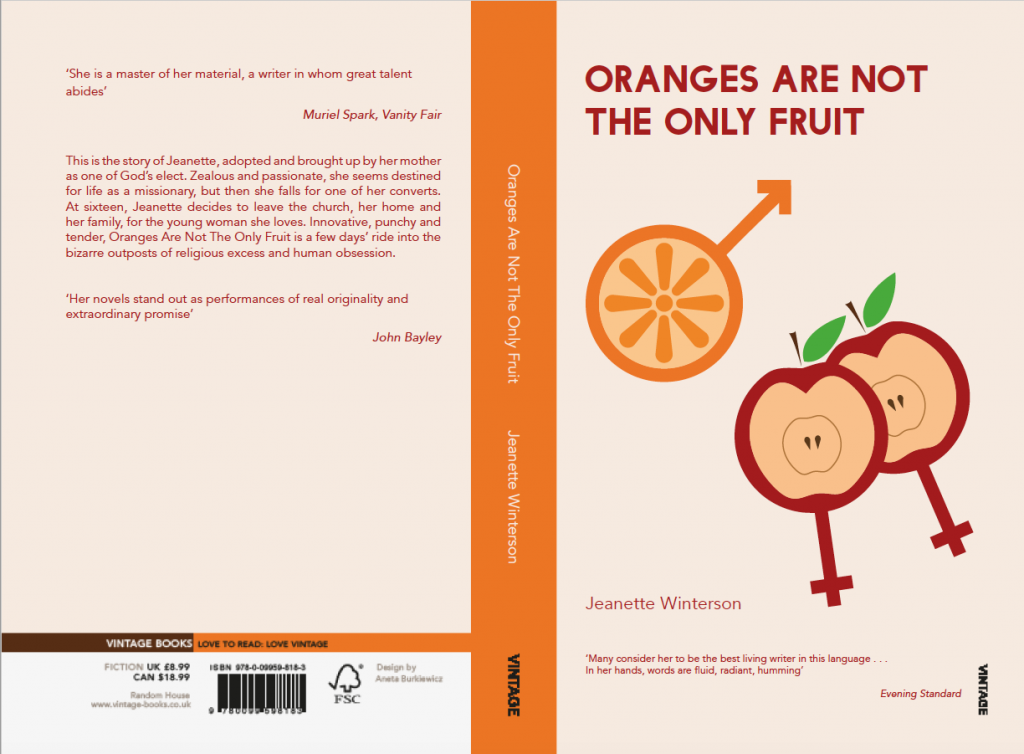 ‘She is a master of her material, a writer in whom great talent
abides’
Muriel Spark, Vanity Fair
This is the story of Jeanette, adopted and brought up by her mother
as one of God’s elect. Zealous and passionate, she seems destined
for life as a missionary, but then she falls for one of her converts.
At sixteen, Jeanette decides to leave the church, her home and
her family, for the young woman she loves. Innovative, punchy and
tender, Oranges Are Not The Only Fruit is a few days’ ride into the
bizarre outposts of religious excess and human obsession.
‘Her novels stand out as performances of real originality and
extraordinary promise’
John Bayley
VINTAGE BOOKS LOVE TO READ: LOVE VINTAGE
FICTION UK £8.99
CAN $18.99
Random House
www.vintage-books.co.uk
ISBN 978-0-09959-818-3
9 780099 598183
FSC
Design by
Aneta Burkiewicz
Oranges Are Not The Only Fruit
Jeanette Winterson
VINTAGE
ORANGES ARE NOT
THE ONLY FRUIT
Jeanette Winterson
‘Many consider her to be the best living writer in this language . . .
In her hands, words are fluid, radiant, humming’
Evening Standard
VINTAGE